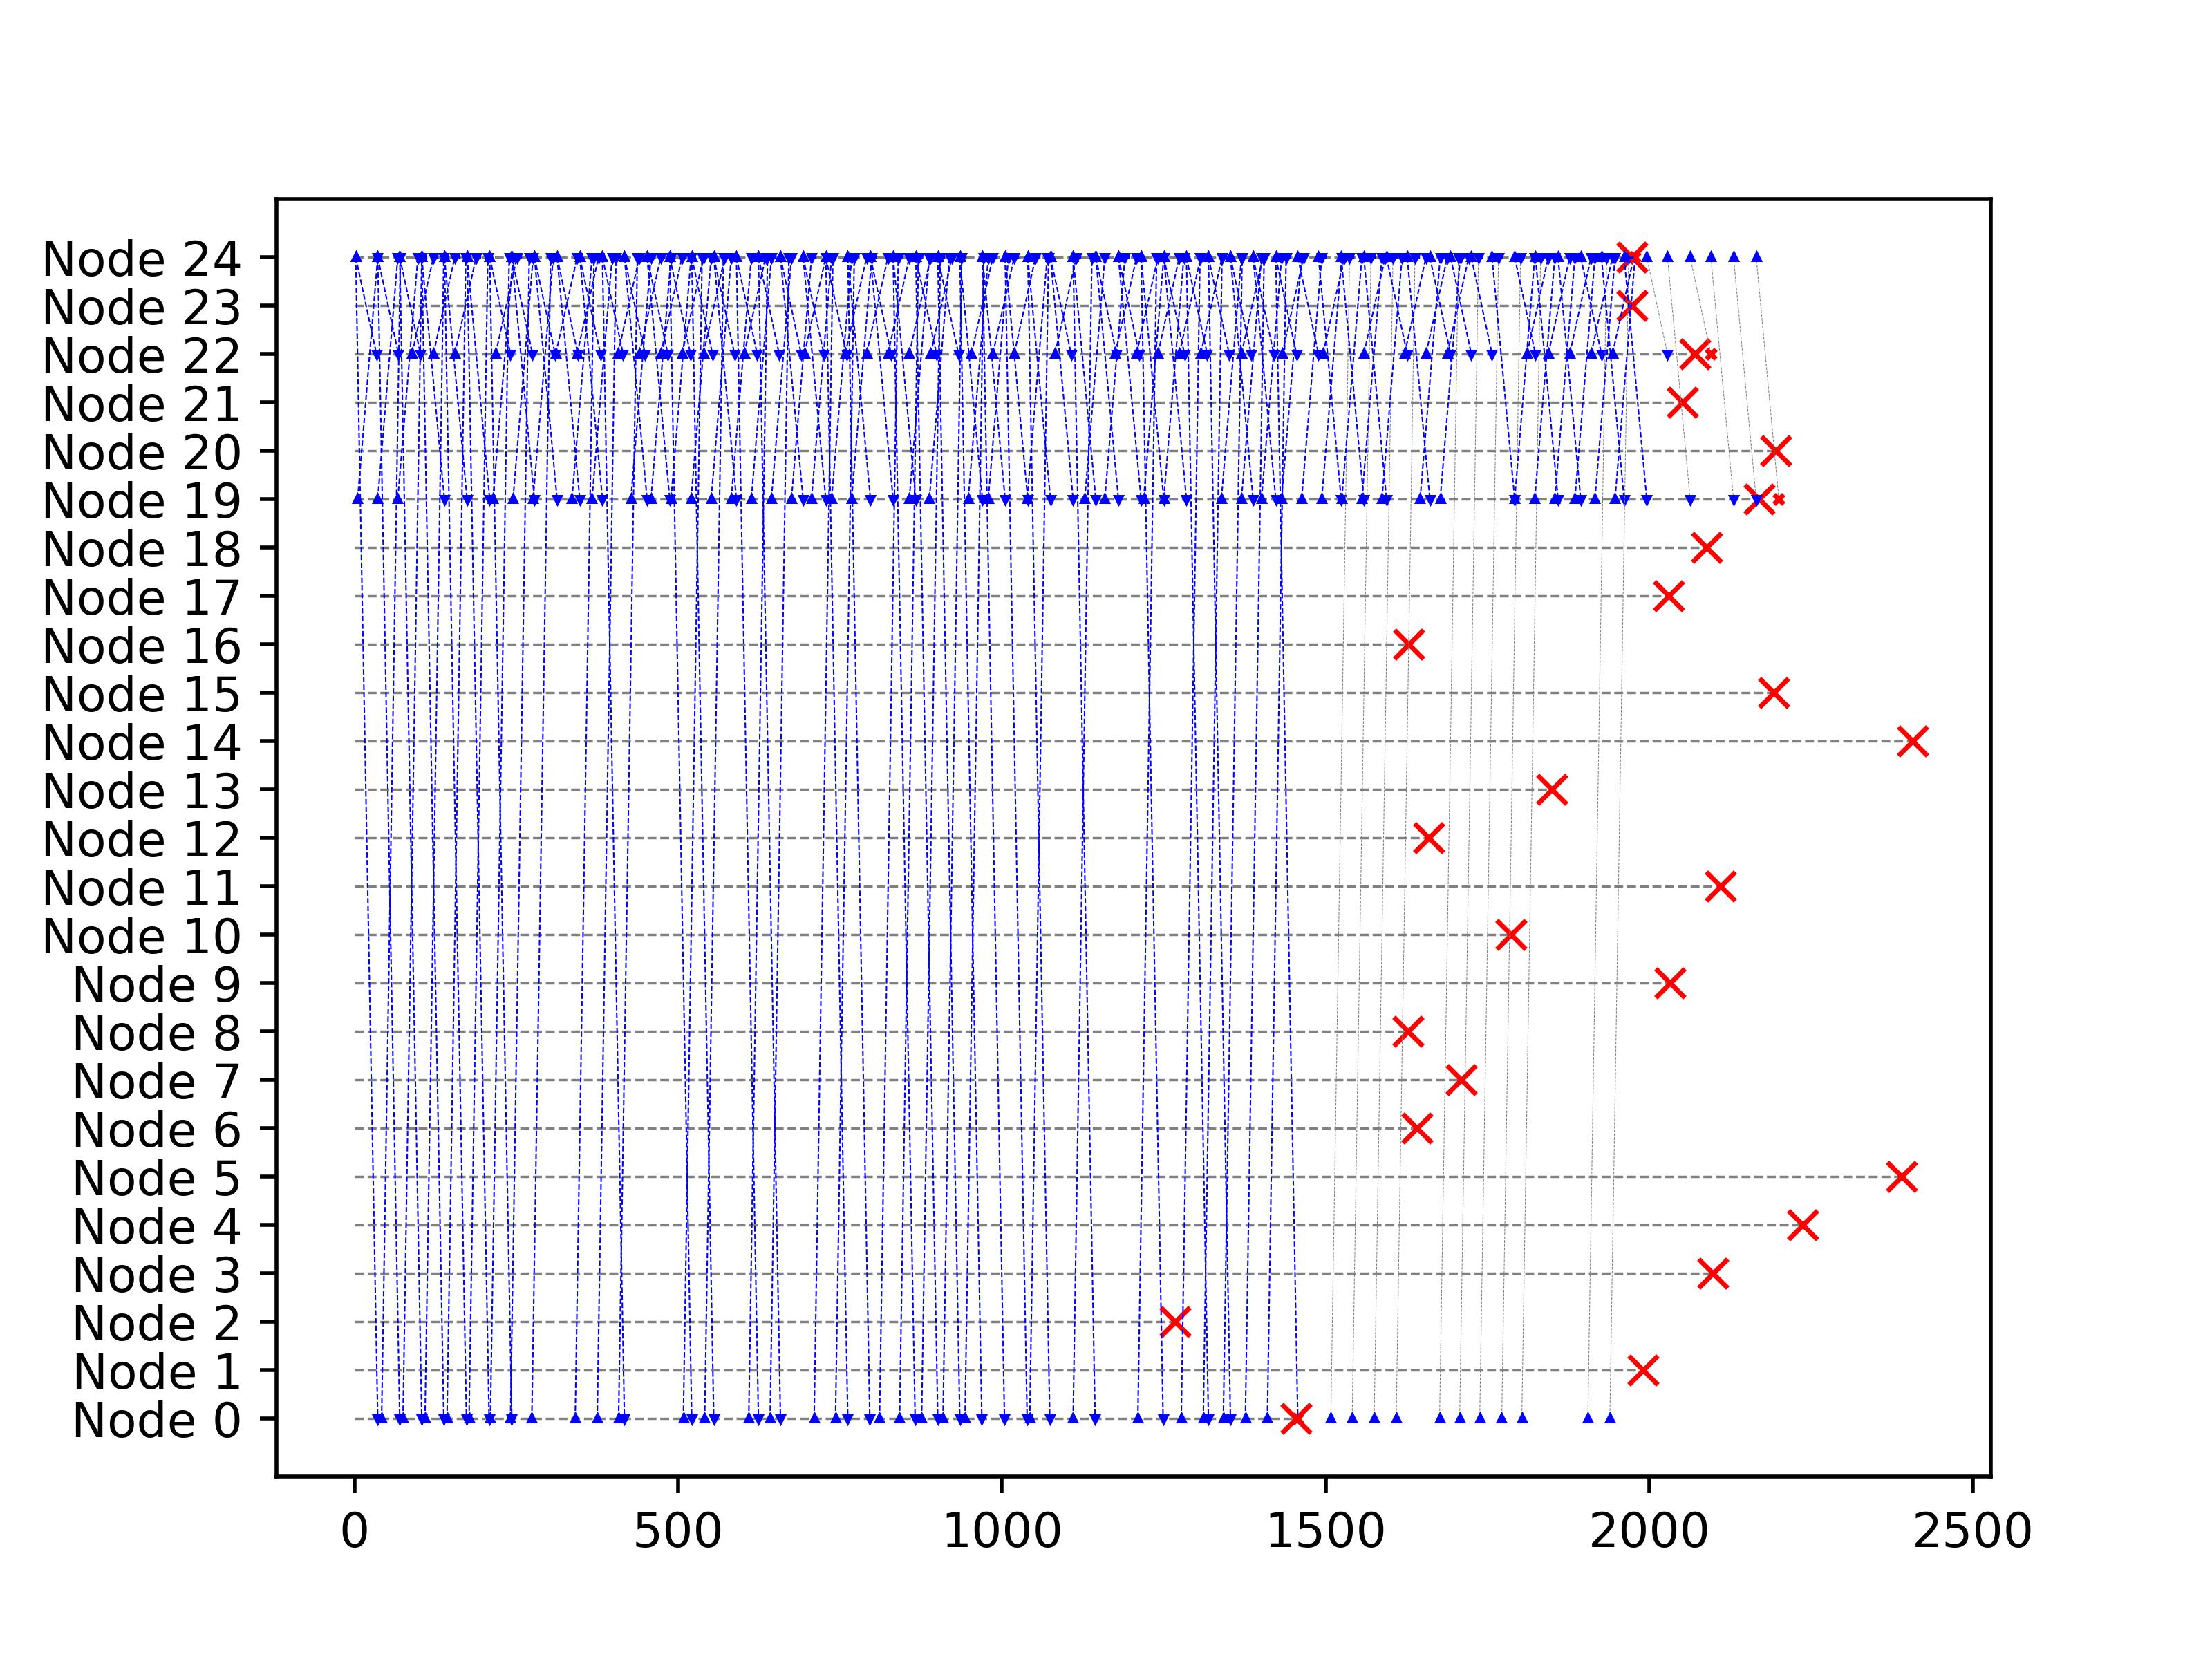 Node 24
Node 23
Node 22
Node 21
Node 20
Node 19
Node 18
Node 17
Node 16
Node 15
Node 14
Node 13
Node 12
Node 11
Node 10
Node 9
Node 8
Node 7
Node 6
Node 5
Node 4
Node 3
Node 2
Node 1
Node 0
0 500 1000 1500 2000 2500